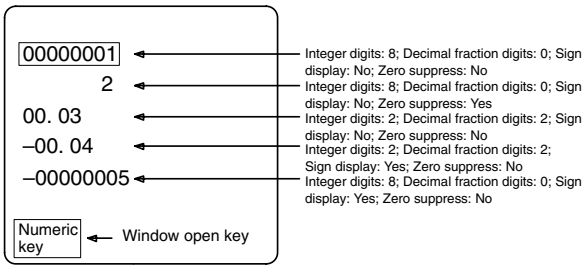 00000001
Integer digits: 8; Decimal fraction digits: 0; Sign
display: No; Zero suppress: No
2
Integer digits: 8; Decimal fraction digits: 0; Sign
display: No; Zero suppress: Yes
00. 03
Integer digits: 2; Decimal fraction digits: 2; Sign
display: No; Zero suppress: No
–00. 04
Integer digits: 2; Decimal fraction digits: 2;
Sign display: Yes; Zero suppress: No
–00000005
Integer digits: 8; Decimal fraction digits: 0; Sign
display: Yes; Zero suppress: No
Numeric
key
Window open key